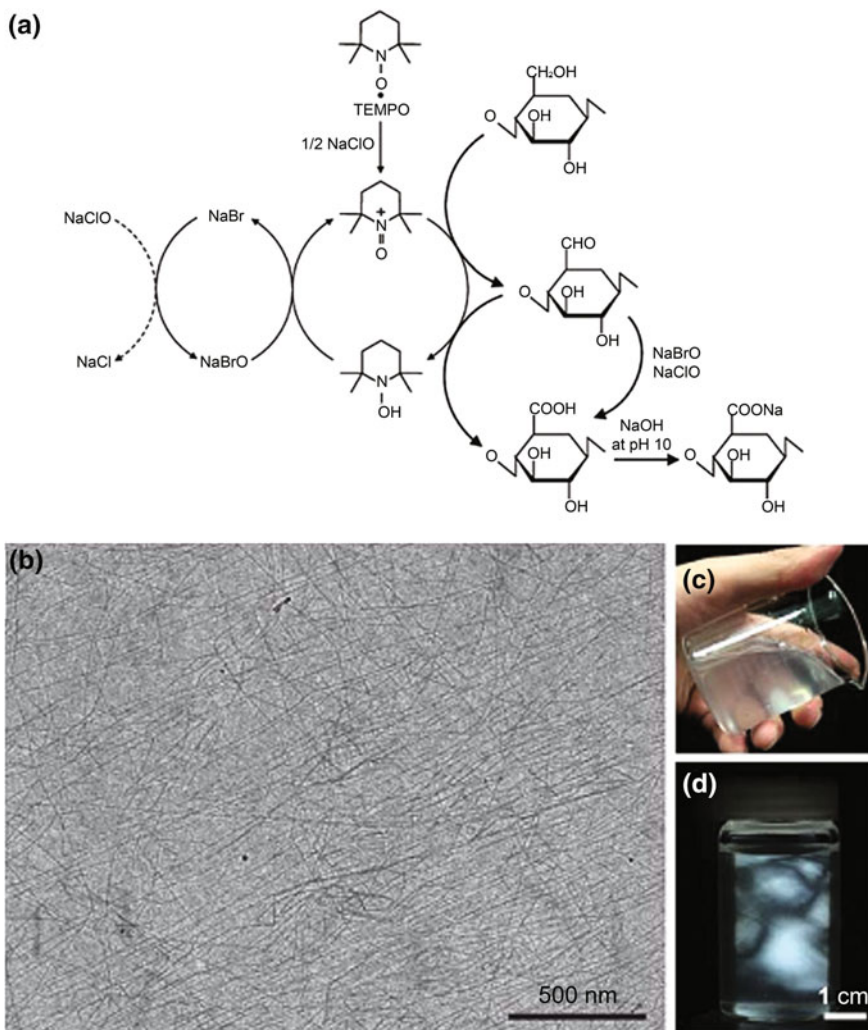 (a)
N
O
•
TEMPO
1/2 NaClO
CH₂OH
O
OH
OH
NaClO
NaBr
+
N
O
CHO
O
OH
OH
NaCl
NaBrO
N
OH
NaBrO
NaClO
COOH
O
OH
OH
NaOH
at pH 10
COONa
O
OH
OH
(b)
500 nm
(c)
(d)
1 cm